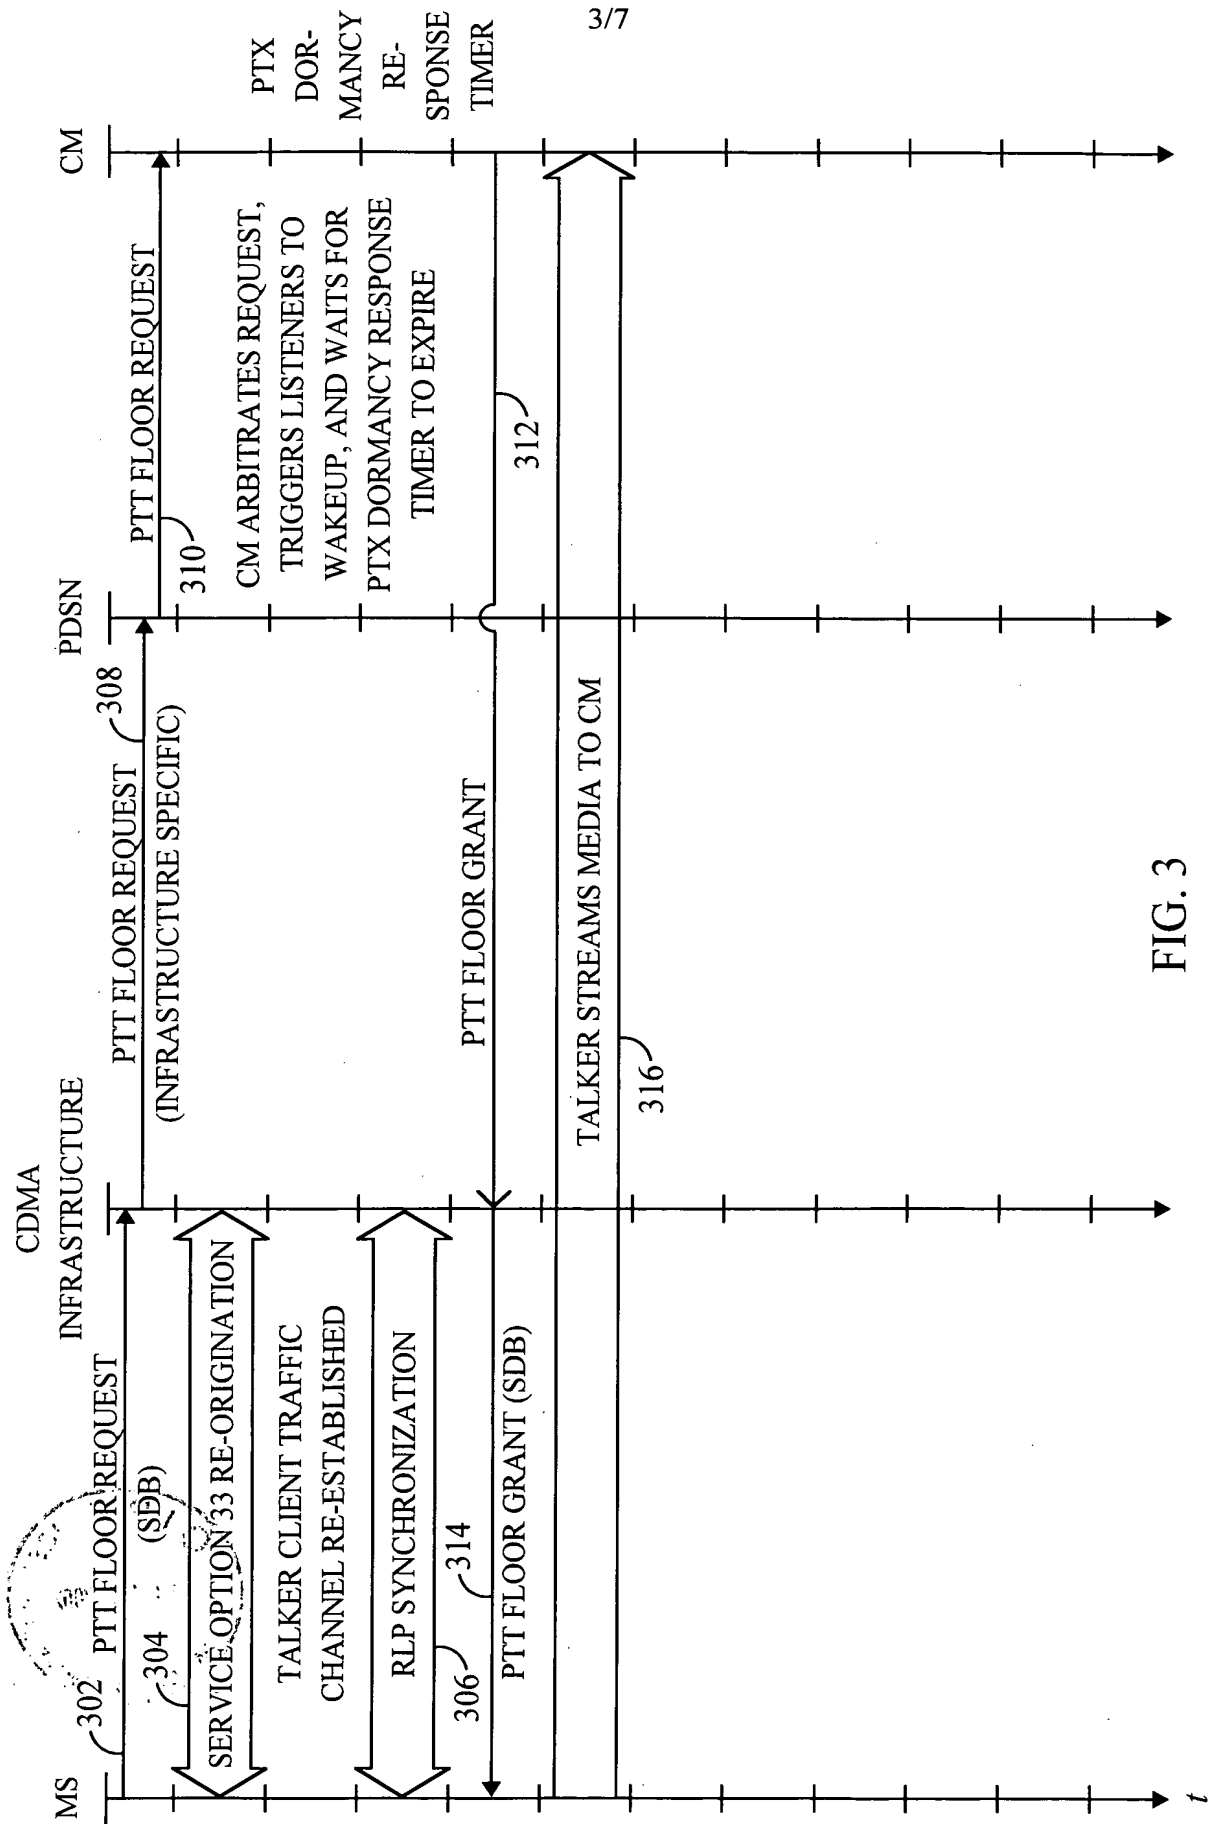 3/7
MS
CDMA
INFRASTRUCTURE
PDSN
CM
302
PTT FLOOR REQUEST
(SDB)
PTT FLOOR REQUEST
308
(INFRASTRUCTURE SPECIFIC)
PTT FLOOR REQUEST
310
304
SERVICE OPTION 33 RE-ORIGINATION
TALKER CLIENT TRAFFIC
CHANNEL RE-ESTABLISHED
RLP SYNCHRONIZATION
306
CM ARBITRATES REQUEST,
TRIGGERS LISTENERS TO
WAKEUP, AND WAITS FOR
PTX DORMANCY RESPONSE
TIMER TO EXPIRE
PTX
DOR-
MANCY
RE-
SPONSE
TIMER
312
PTT FLOOR GRANT
314
PTT FLOOR GRANT (SDB)
TALKER STREAMS MEDIA TO CM
316
t
FIG. 3